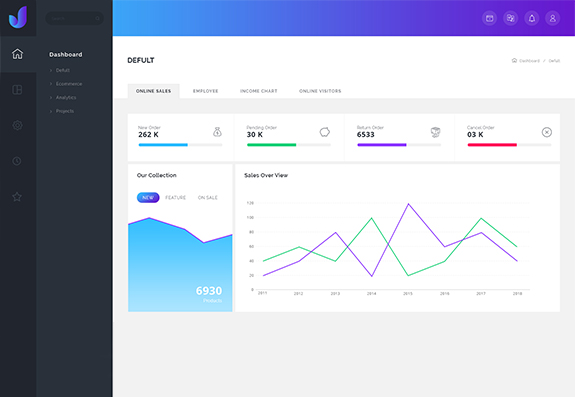 Dashboard
Defult
Ecommerce
Analytics
Projects
DEFULT
Dashboard / Defult
ONLINE SALES
EMPLOYEE
INCOME CHART
ONLINE VISITORS
New Order
262 K
Pending Order
30 K
Return Order
6533
Cancel Order
03 K
Our Collection
NEW
FEATURE
ON SALE
6930
Sales Over View
120
100
80
60
40
20
0
2011
2012
2013
2014
2015
2016
2017
2018